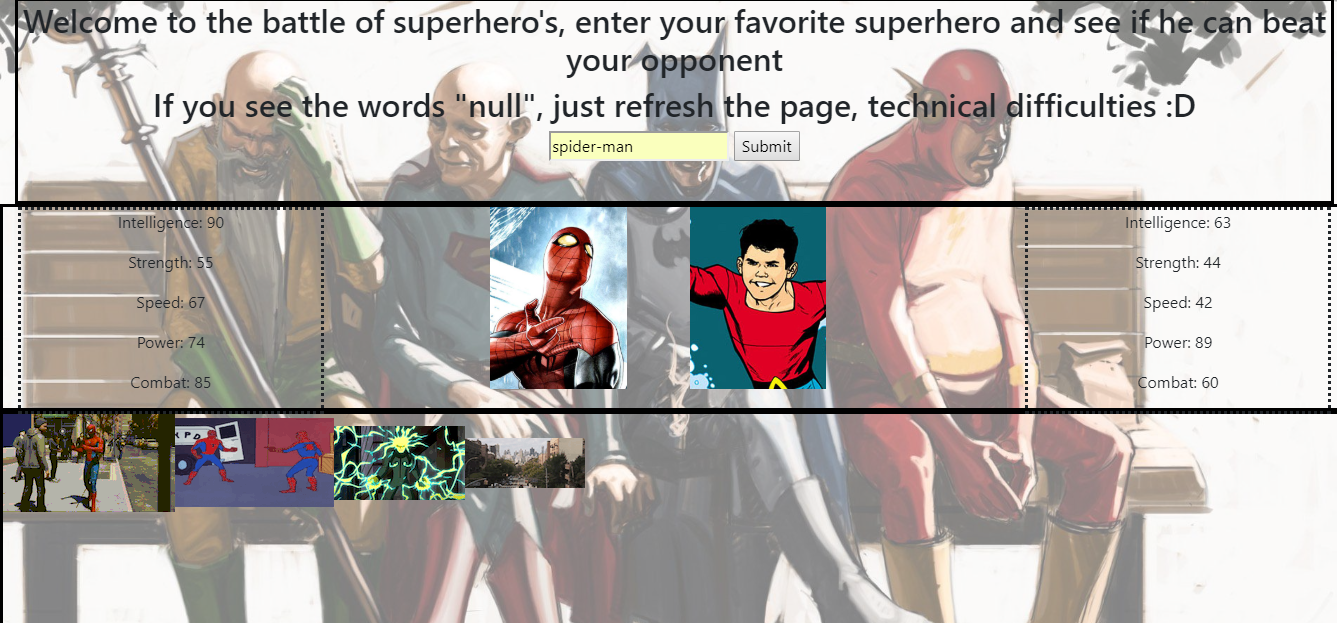 Welcome to the battle of superhero's, enter your favorite superhero and see if he can beat
your opponent
If you see the words "null", just refresh the page, technical difficulties :D
spider-man Submit
Intelligence: 90
Strength: 55
Speed: 67
Power: 74
Combat: 85
Intelligence: 63
Strength: 44
Speed: 42
Power: 89
Combat: 60
KPD